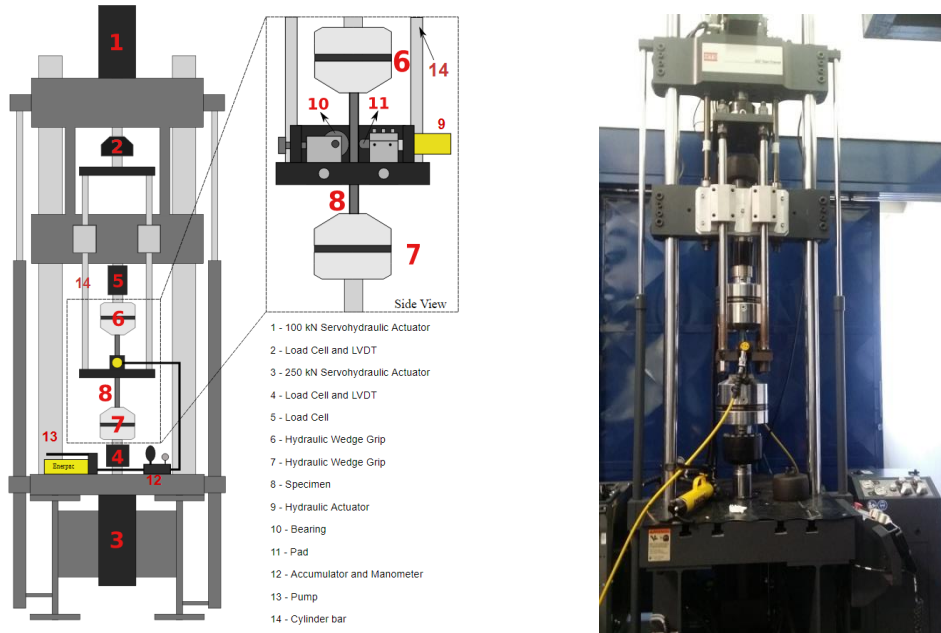 1
2
14
5
6
8
7
13
Enerpac
4
12
3
6
14
10
11
9
8
7
Side View
1 - 100 kN Servohydraulic Actuator
2 - Load Cell and LVDT
3 - 250 kN Servohydraulic Actuator
4 - Load Cell and LVDT
5 - Load Cell
6 - Hydraulic Wedge Grip
7 - Hydraulic Wedge Grip
8 - Specimen
9 - Hydraulic Actuator
10 - Bearing
11 - Pad
12 - Accumulator and Manometer
13 - Pump
14 - Cylinder bar